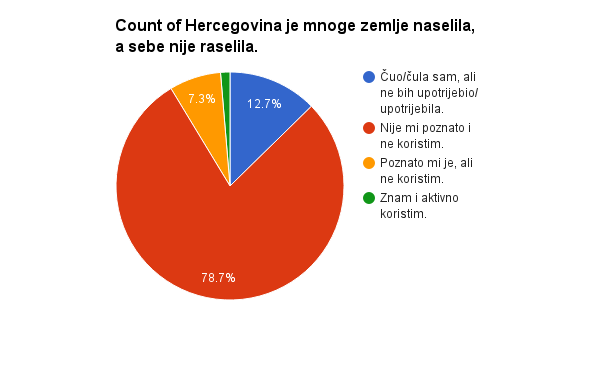 Count of Hercegovina je mnoge zemlje naselila,
a sebe nije raselila.
12.7%
7.3%
78.7%
Čuo/čula sam, ali
ne bih upotrijebio/
upotrijebila.
Nije mi poznato i
ne koristim.
Poznato mi je, ali
ne koristim.
Znam i aktivno
koristim.